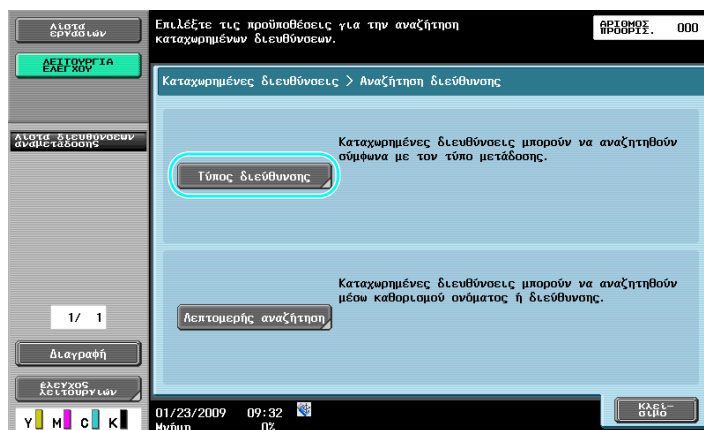 Λίστα
εργασιών
Επιλέξτε τις προϋποθέσεις για την αναζήτηση
καταχωρημένων διευθύνσεων.
ΑΡΙΘΜΟΣ
ΠΡΟΟΡΙΣ.
000
ΛΕΙΤΟΥΡΓΙΑ
ΕΛΕΓΧΟΥ
Καταχωρημένες διευθύνσεις > Αναζήτηση διεύθυνσης
Λίστα διευθύνσεων
αναμετάδοσης
Καταχωρημένες διευθύνσεις μπορούν να αναζητηθούν
σύμφωνα με τον τύπο μετάδοσης.
Τύπος διεύθυνσης
Καταχωρημένες διευθύνσεις μπορούν να αναζητηθούν
μέσω καθορισμού ονόματος ή διεύθυνσης.
Λεπτομερής αναζήτηση
1/ 1
Διαγραφή
έλεγχος
λειτουργιών
Y M C K
01/23/2009 09:32
Μνήμη 0%
Κλεί-
σιμο